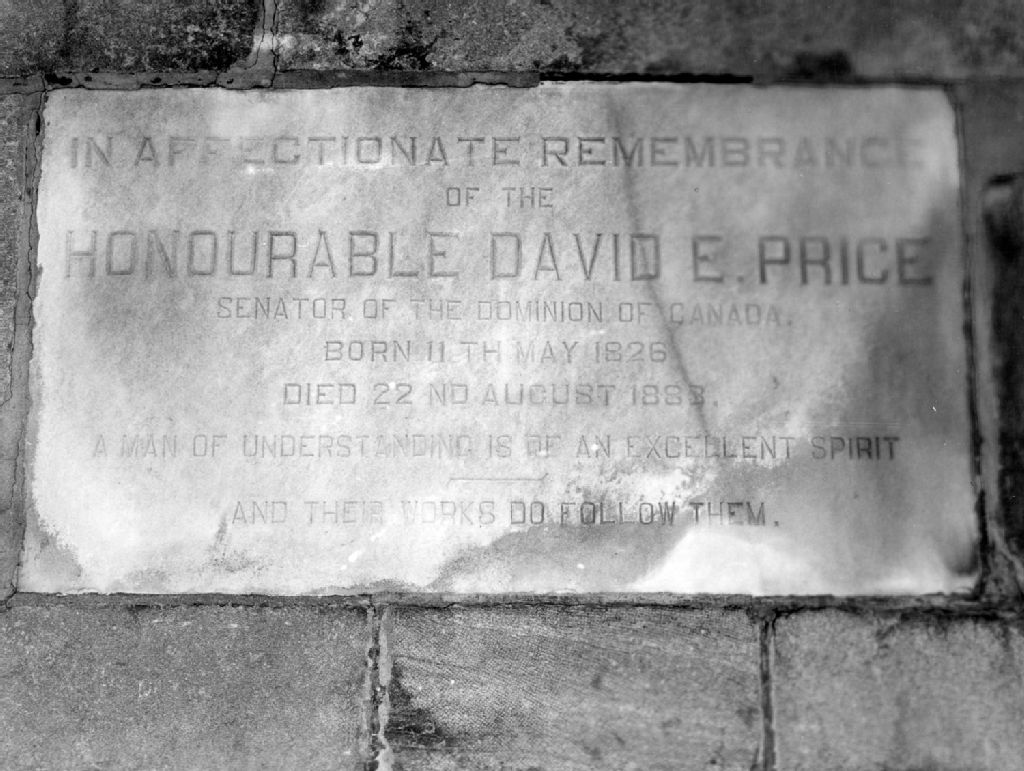 IN AFFECTIONATE REMEMBRANCE
OF THE
HONOURABLE DAVID E. PRICE
SENATOR OF THE DOMINION OF CANADA.
BORN 11 TH MAY 1826
DIED 22 ND AUGUST 1883.
A MAN OF UNDERSTANDING IS OF AN EXCELLENT SPIRIT
AND THEIR WORKS DO FOLLOW THEM.